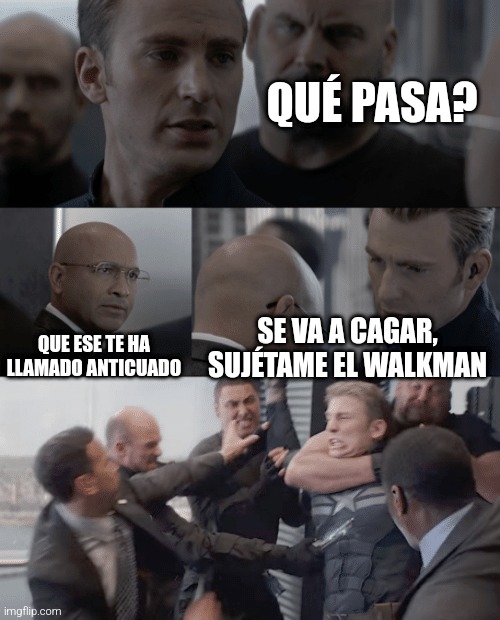 QUÉ PASA?
QUE ESE TE HA
LLAMADO ANTICUADO
SE VA A CAGAR,
SUJÉTAME EL WALKMAN
imgflip.com